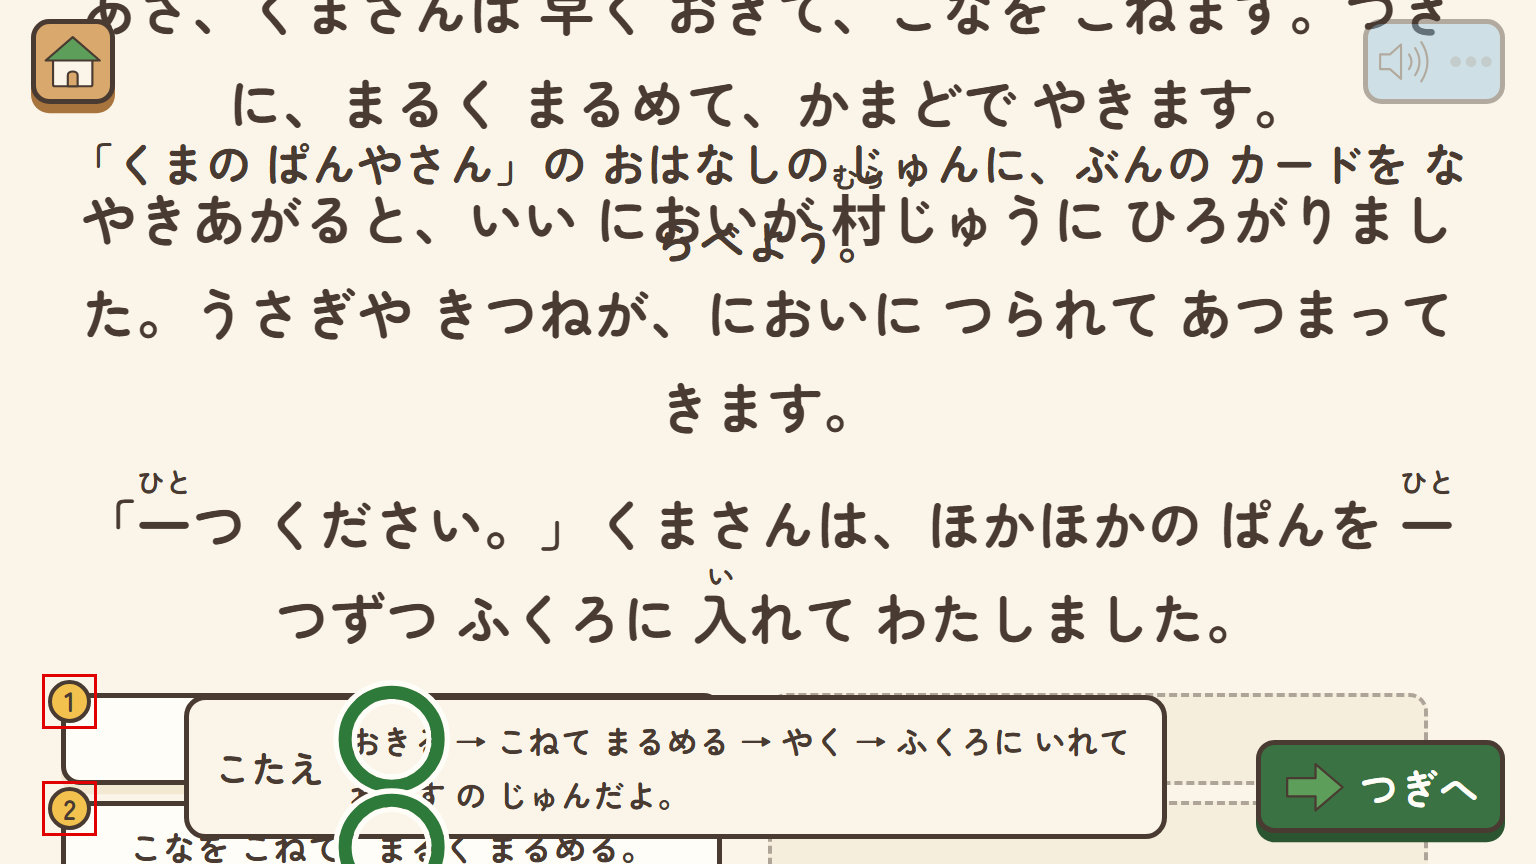 あさ、くまさんは 早く おきて、こなを こねます。つぎ
に、まるく まるめて、かまどで やきます。
「くまの ぱんやさん」の おはなしの じゅんに、ぶんの カードを な
らべよう。
むら
やきあがると、いい においが 村じゅうに ひろがりまし
た。うさぎや きつねが、においに つられて あつまって
きます。
ひと ひと
「一つ ください。」くまさんは、ほかほかの ぱんを 一
い
つずつ ふくろに 入れて わたしました。
1
こたえ
おきる → こねて まるめる → やく → ふくろに いれて
の じゅんだよ。
つぎへ
2
こなを こねて まるく まるめる。